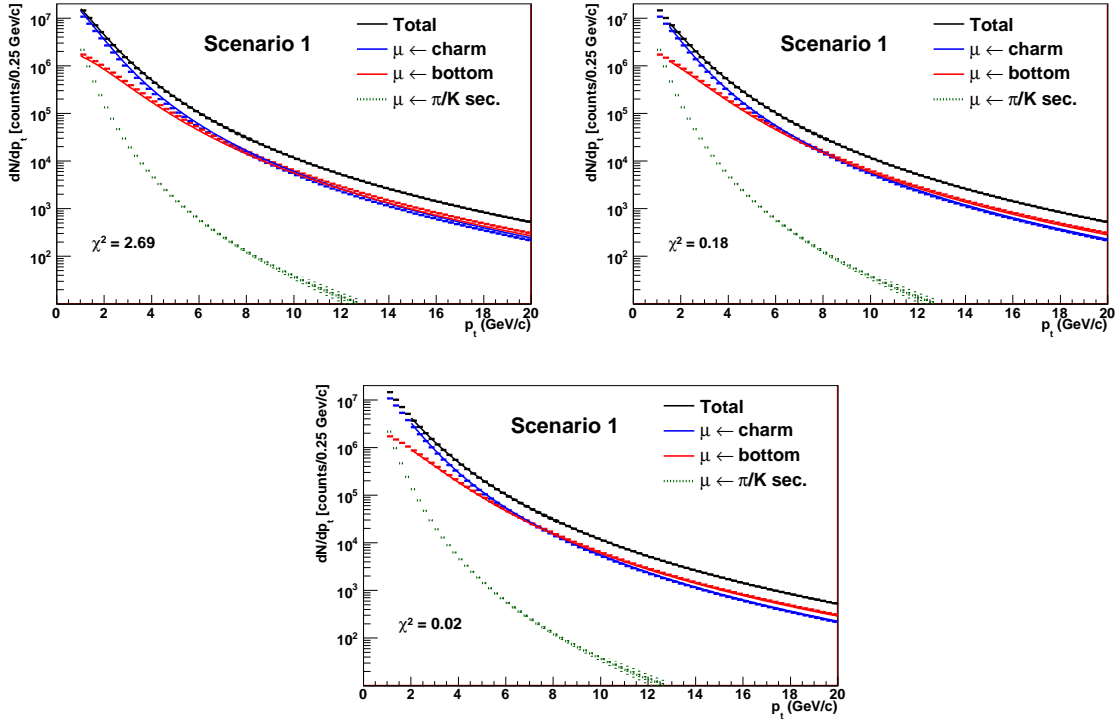 dN/dp_t [counts/0.25 Gev/c]
10^7
10^6
10^5
10^4
10^3
10^2
Scenario 1
Total
μ ← charm
μ ← bottom
μ ← π/K sec.
χ² = 2.69
0 2 4 6 8 10 12 14 16 18 20
p_t (GeV/c)
dN/dp_t [counts/0.25 Gev/c]
10^7
10^6
10^5
10^4
10^3
10^2
Scenario 1
Total
μ ← charm
μ ← bottom
μ ← π/K sec.
χ² = 0.18
0 2 4 6 8 10 12 14 16 18 20
p_t (GeV/c)
dN/dp_t [counts/0.25 Gev/c]
10^7
10^6
10^5
10^4
10^3
10^2
Scenario 1
Total
μ ← charm
μ ← bottom
μ ← π/K sec.
χ² = 0.02
0 2 4 6 8 10 12 14 16 18 20
p_t (GeV/c)